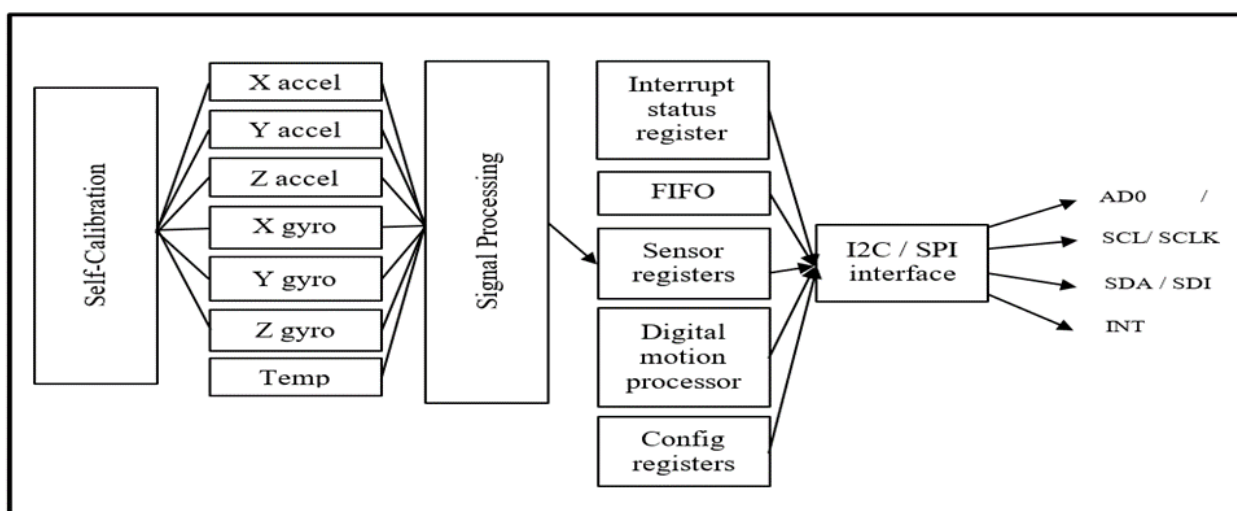 Self-Calibration
X accel
Y accel
Z accel
X gyro
Y gyro
Z gyro
Temp
Signal Processing
Interrupt
status
register
FIFO
Sensor
registers
Digital
motion
processor
Config
registers
I2C / SPI
interface
AD0 /
SCL/ SCLK
SDA / SDI
INT